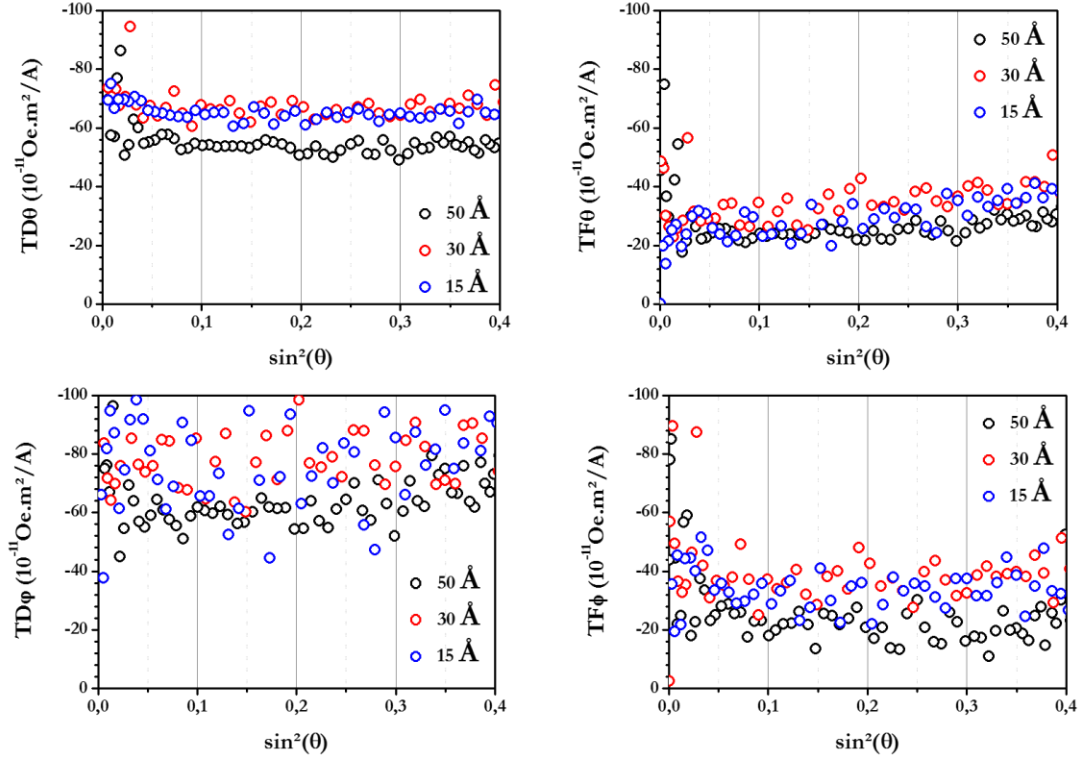 TDθ (10⁻¹¹Oe.m²/A)
-100
-80
-60
-40
-20
0
50 Å
30 Å
15 Å
0,0 0,1 0,2 0,3 0,4
sin²(θ)
TFθ (10⁻¹¹Oe.m²/A)
-100
-80
-60
-40
-20
0
50 Å
30 Å
15 Å
0,0 0,1 0,2 0,3 0,4
sin²(θ)
TDφ (10⁻¹¹Oe.m²/A)
-100
-80
-60
-40
-20
0
50 Å
30 Å
15 Å
0,0 0,1 0,2 0,3 0,4
sin²(θ)
TFϕ (10⁻¹¹Oe.m²/A)
-100
-80
-60
-40
-20
0
50 Å
30 Å
15 Å
0,0 0,1 0,2 0,3 0,4
sin²(θ)